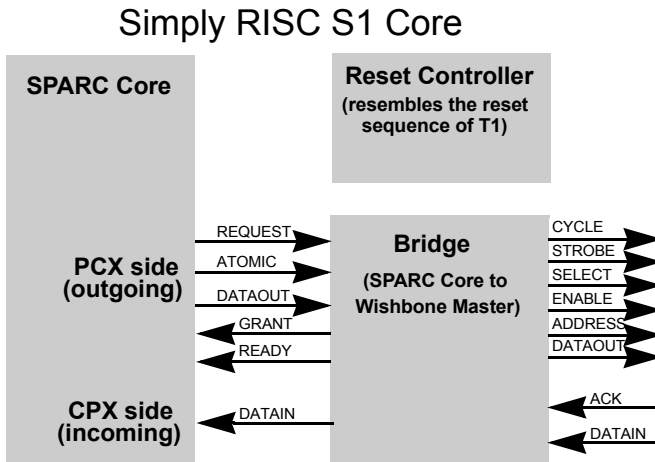 Simply RISC S1 Core
SPARC Core
Reset Controller
(resembles the reset
sequence of T1)
PCX side
(outgoing)
REQUEST
ATOMIC
DATAOUT
GRANT
READY
CPX side
(incoming)
DATAIN
Bridge
(SPARC Core to
Wishbone Master)
CYCLE
STROBE
SELECT
ENABLE
ADDRESS
DATAOUT
ACK
DATAIN